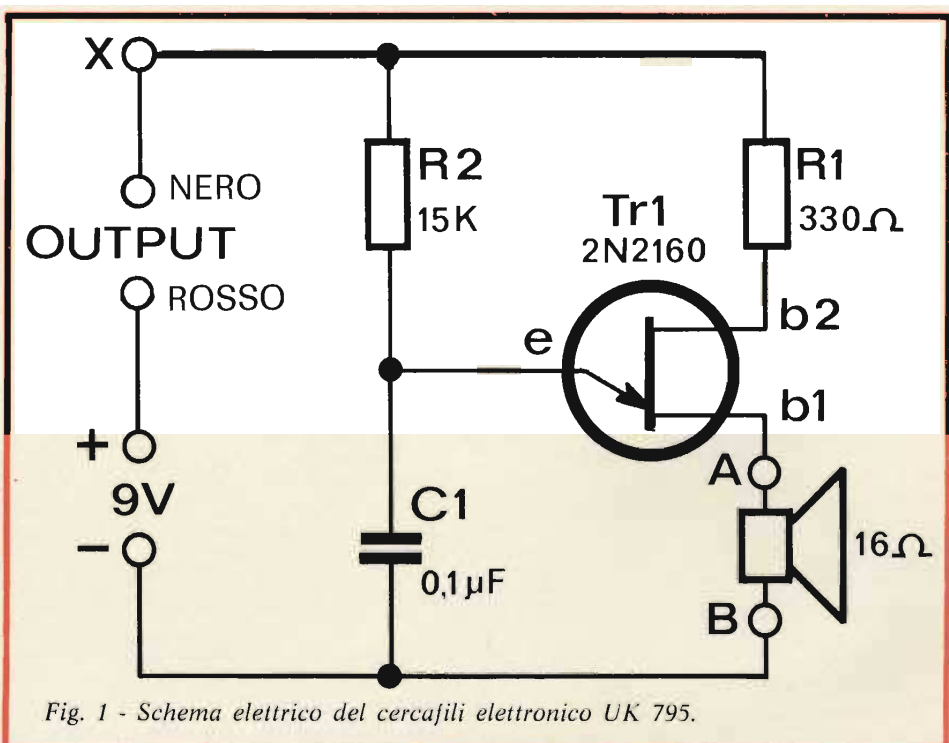 X
NERO
OUTPUT
ROSSO
+
9V
−
R2
15K
C1
0,1µF
Tr1
2N2160
e
b2
b1
R1
330Ω
A
16Ω
B
Fig. 1 - Schema elettrico del cercafili elettronico UK 795.